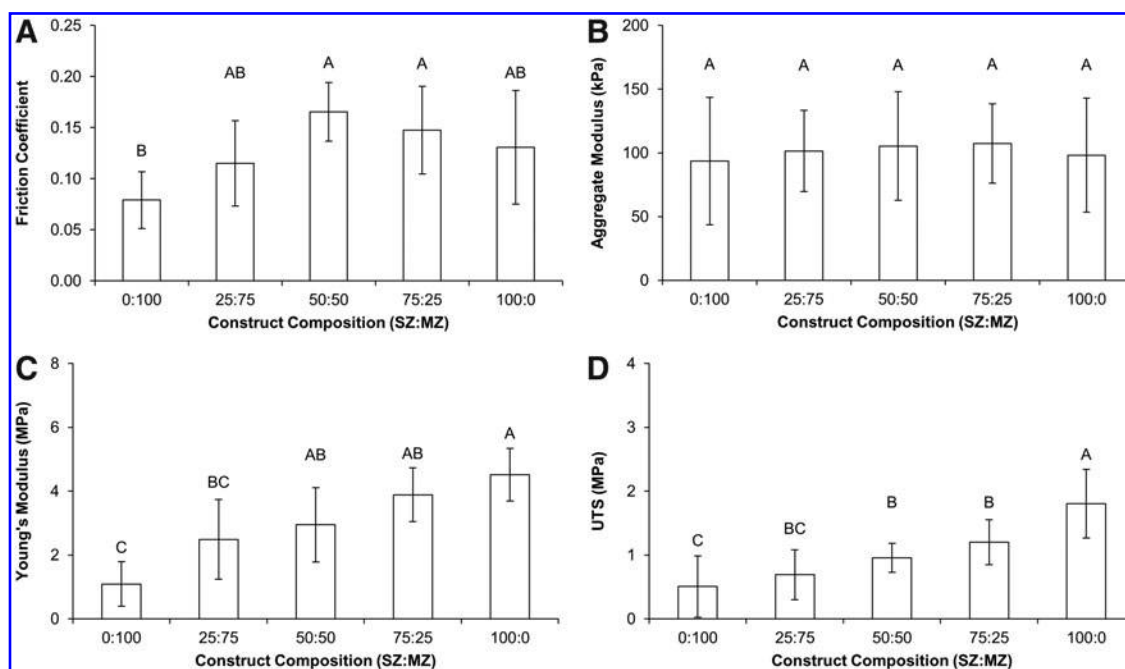 A
Friction Coefficient
0.25
0.20
0.15
0.10
0.05
0.00
B
AB
A
A
AB
0:100 25:75 50:50 75:25 100:0
Construct Composition (SZ:MZ)
B
Aggregate Modulus (kPa)
200
150
100
50
0
A
A
A
A
A
0:100 25:75 50:50 75:25 100:0
Construct Composition (SZ:MZ)
C
Young's Modulus (MPa)
8
6
4
2
0
C
BC
AB
AB
A
0:100 25:75 50:50 75:25 100:0
Construct Composition (SZ:MZ)
D
UTS (MPa)
4
3
2
1
0
C
BC
B
B
A
0:100 25:75 50:50 75:25 100:0
Construct Composition (SZ:MZ)